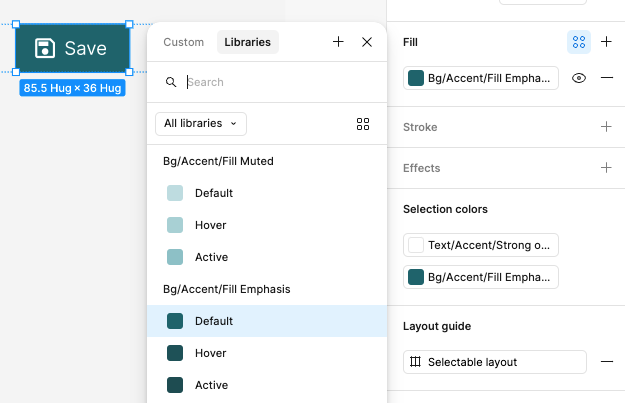 Save
85.5 Hug × 36 Hug
Custom
Libraries
Search
All libraries
Bg/Accent/Fill Muted
Default
Hover
Active
Bg/Accent/Fill Emphasis
Default
Hover
Active
Fill
Bg/Accent/Fill Empha...
Stroke
Effects
Selection colors
Text/Accent/Strong o...
Bg/Accent/Fill Empha...
Layout guide
Selectable layout